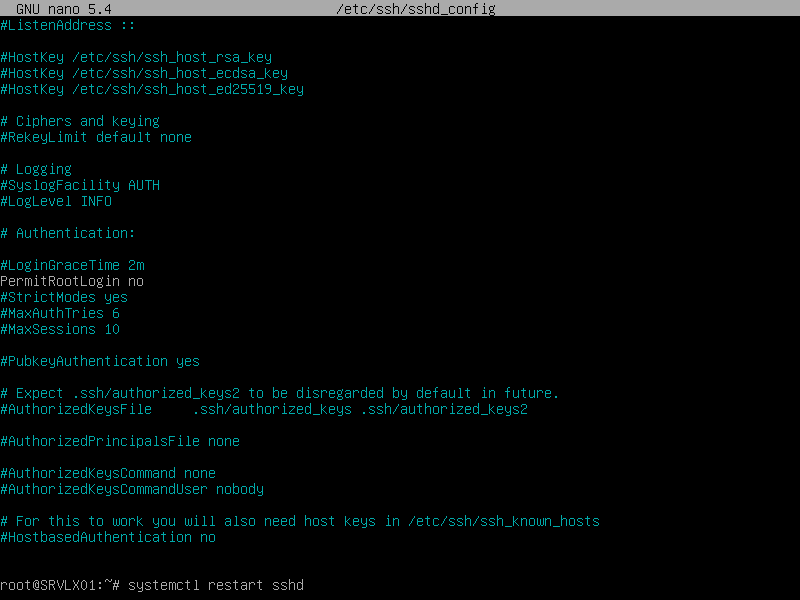 GNU nano 5.4 /etc/ssh/sshd_config
#ListenAddress ::
#HostKey /etc/ssh/ssh_host_rsa_key
#HostKey /etc/ssh/ssh_host_ecdsa_key
#HostKey /etc/ssh/ssh_host_ed25519_key
# Ciphers and keying
#RekeyLimit default none
# Logging
#SyslogFacility AUTH
#LogLevel INFO
# Authentication:
#LoginGraceTime 2m
PermitRootLogin no
#StrictModes yes
#MaxAuthTries 6
#MaxSessions 10
#PubkeyAuthentication yes
# Expect .ssh/authorized_keys2 to be disregarded by default in future.
#AuthorizedKeysFile .ssh/authorized_keys .ssh/authorized_keys2
#AuthorizedPrincipalsFile none
#AuthorizedKeysCommand none
#AuthorizedKeysCommandUser nobody
# For this to work you will also need host keys in /etc/ssh/ssh_known_hosts
#HostbasedAuthentication no
root@SRVLX01:~# systemctl restart sshd